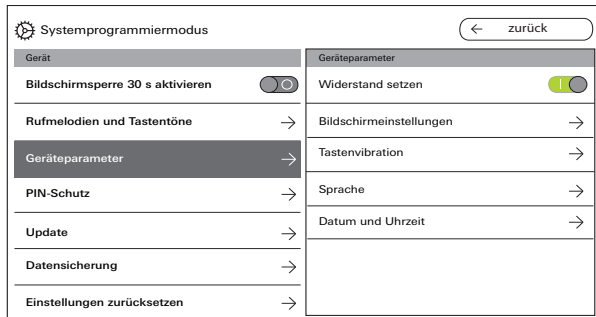 Systemprogrammiermodus
zurück
Gerät
Bildschirmsperre 30 s aktivieren
Rufmelodien und Tastentöne
Geräteparameter
PIN-Schutz
Update
Datensicherung
Einstellungen zurücksetzen
Geräteparameter
Widerstand setzen
Bildschirmeinstellungen
Tastenvibration
Sprache
Datum und Uhrzeit